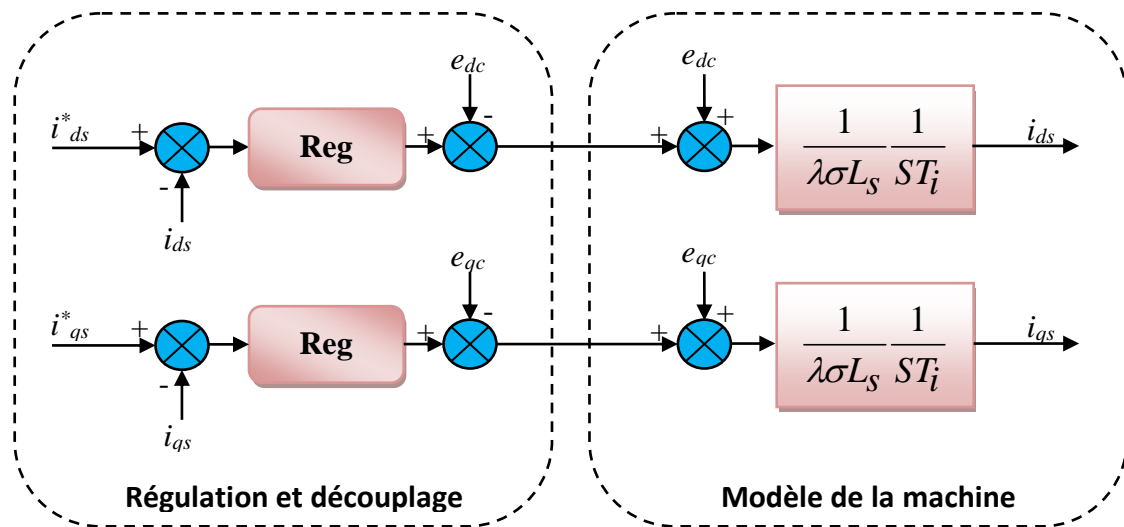 e_dc
e_dc
i*_ds + Reg + - + + 1/(λσL_s) 1/(ST_i) i_ds
-
i_ds
e_qc
e_qc
i*_qs + Reg + - + + 1/(λσL_s) 1/(ST_i) i_qs
-
i_qs
Régulation et découplage
Modèle de la machine